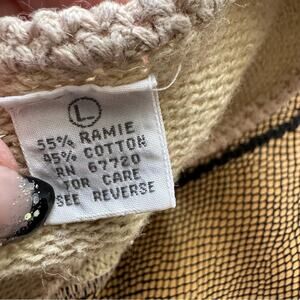 L
55% RAMIE
45% COTTON
RN 67720
FOR CARE
SEE REVERSE